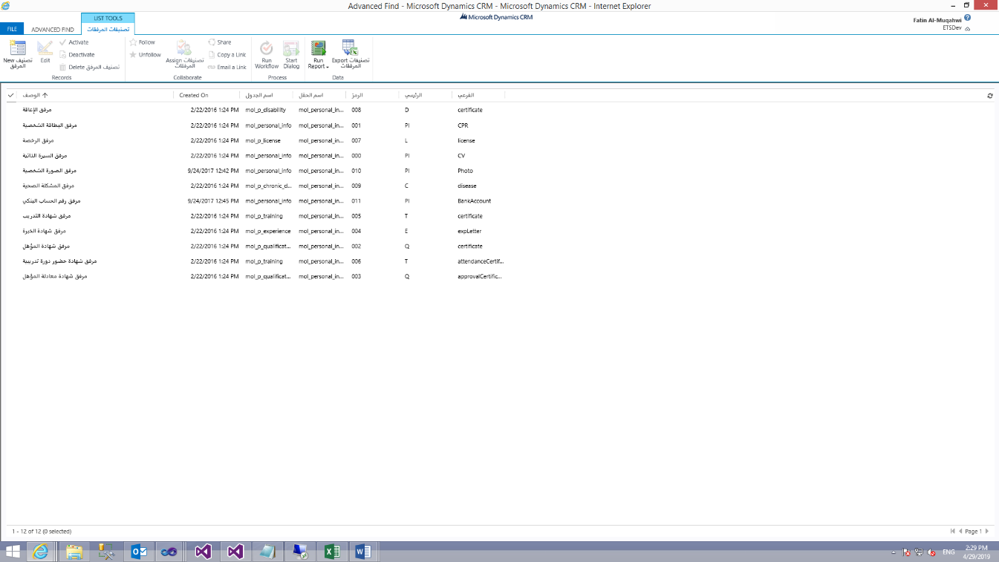 Advanced Find - Microsoft Dynamics CRM - Microsoft Dynamics CRM - Internet Explorer
Microsoft Dynamics CRM
Fatin Al-Muqahwi
ETSDev
LIST TOOLS
FILE ADVANCED FIND تصنيفات المرفقات
New تصنيف المرفق
Edit
Activate
Deactivate
Delete تصنيف المرفق
Records
Follow
Unfollow
Assign تصنيفات المرفقات
Share
Copy a Link
Email a Link
Collaborate
Run Workflow
Start Dialog
Process
Run Report
Export تصنيفات المرفقات
Data
الوصف Created On اسم الجدول اسم الحقل الرمز الرئيسي الفرعي
مرفق الإعاقة 2/22/2016 1:24 PM mol_p_disability mol_personal_in... 008 D certificate
مرفق البطاقة الشخصية 2/22/2016 1:24 PM mol_personal_info mol_personal_in... 001 PI CPR
مرفق الرخصة 2/22/2016 1:24 PM mol_p_license mol_personal_in... 007 L license
مرفق السيرة الذاتية 2/22/2016 1:24 PM mol_personal_info mol_personal_in... 000 PI CV
مرفق الصورة الشخصية 9/24/2017 12:42 PM mol_personal_info mol_personal_in... 010 PI Photo
مرفق المشكلة الصحية 2/22/2016 1:24 PM mol_p_chronic_d... mol_personal_in... 009 C disease
مرفق رقم الحساب البنكي 9/24/2017 12:45 PM mol_personal_info mol_personal_in... 011 PI BankAccount
مرفق شهادة التدريب 2/22/2016 1:24 PM mol_p_training mol_personal_in... 005 T certificate
مرفق شهادة الخبرة 2/22/2016 1:24 PM mol_p_experience mol_personal_in... 004 E expLetter
مرفق شهادة المؤهل 2/22/2016 1:24 PM mol_p_qualificat... mol_personal_in... 002 Q certificate
مرفق شهادة حضور دورة تدريبية 2/22/2016 1:24 PM mol_p_training mol_personal_in... 006 T attendanceCertif...
مرفق شهادة معادلة المؤهل 2/22/2016 1:24 PM mol_p_qualificat... mol_personal_in... 003 Q approvalCertific...
1 - 12 of 12 (0 selected)
Page 1
ENG
2:29 PM
4/29/2019